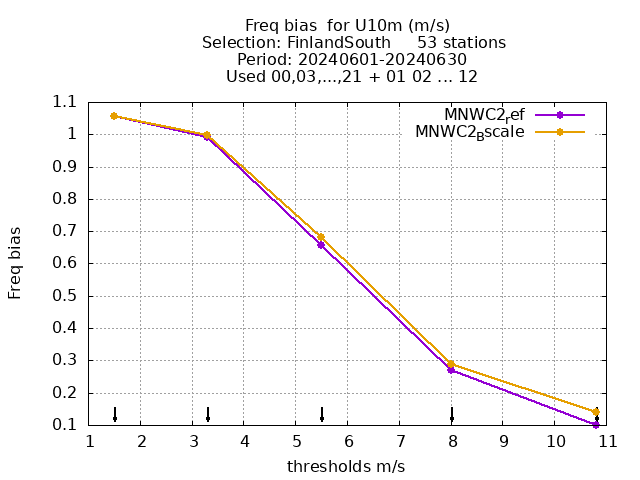 Freq bias  for U10m (m/s)
Selection: FinlandSouth     53 stations
Period: 20240601-20240630
Used 00,03,...,21 + 01 02 ... 12
MNWC2ref
MNWC2Bscale
1.1
1
0.9
0.8
0.7
0.6
0.5
0.4
0.3
0.2
0.1
Freq bias
1 2 3 4 5 6 7 8 9 10 11
thresholds m/s